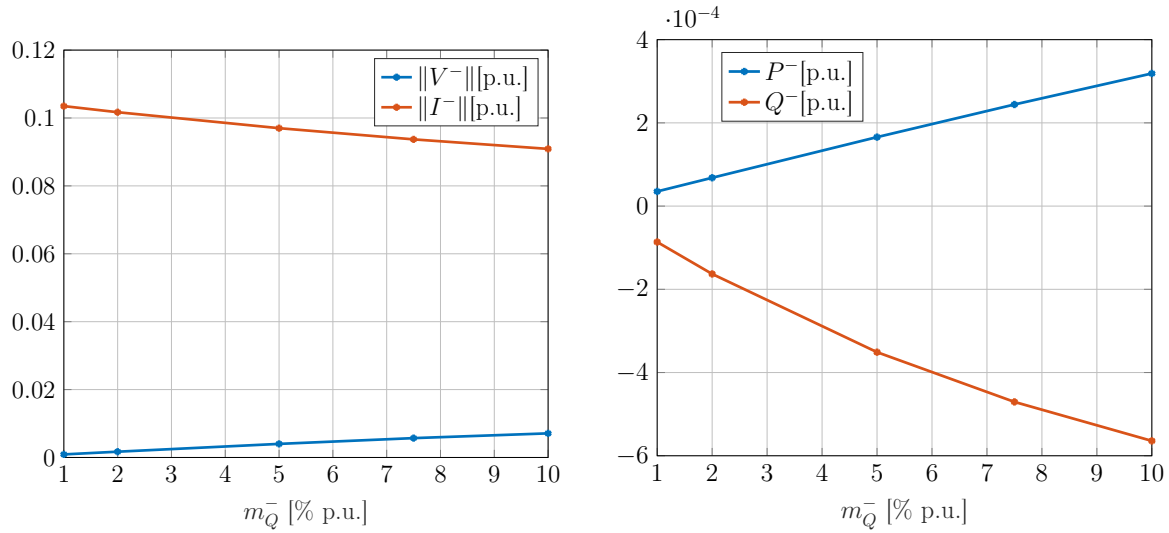 0.12
0.1
0.08
0.06
0.04
0.02
0
‖V⁻‖[p.u.]
‖I⁻‖[p.u.]
1 2 3 4 5 6 7 8 9 10
m_Q⁻ [% p.u.]
·10⁻⁴
4
2
0
−2
−4
−6
P⁻[p.u.]
Q⁻[p.u.]
1 2 3 4 5 6 7 8 9 10
m_Q⁻ [% p.u.]